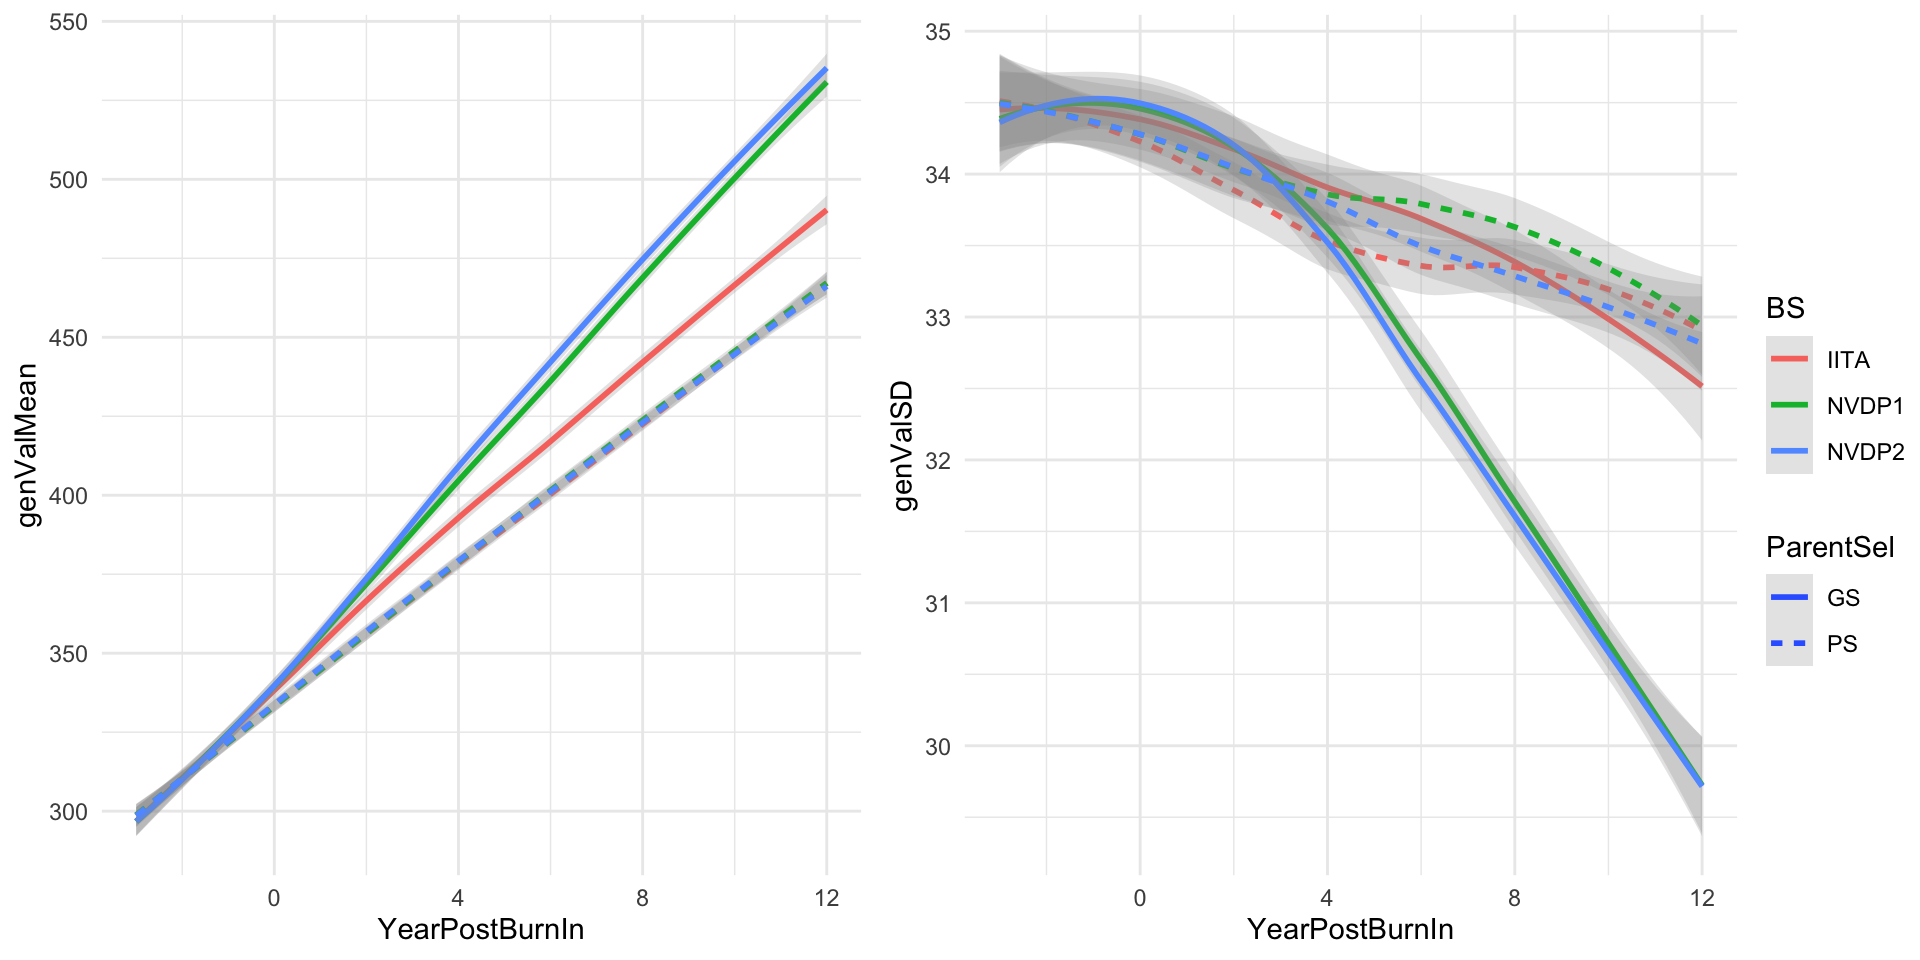 550
500
450
400
350
300
genValMean
0 4 8 12
YearPostBurnIn
35
34
33
32
31
30
genValSD
0 4 8 12
YearPostBurnIn
BS
IITA
NVDP1
NVDP2
ParentSel
GS
PS